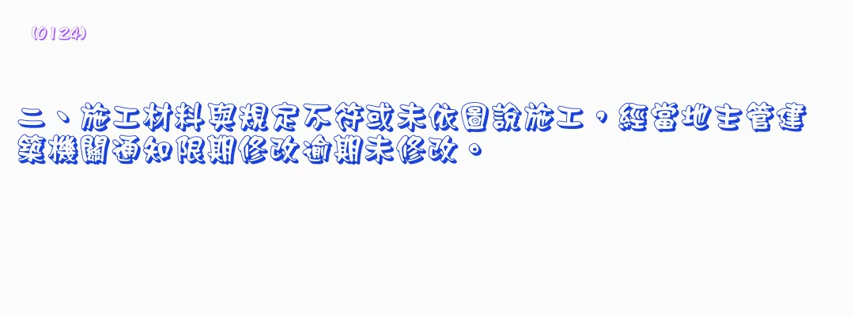 (0124)
二、施工材料與規定不符或未依圖說施工，經當地主管建
築機關通知限期修改逾期未修改。